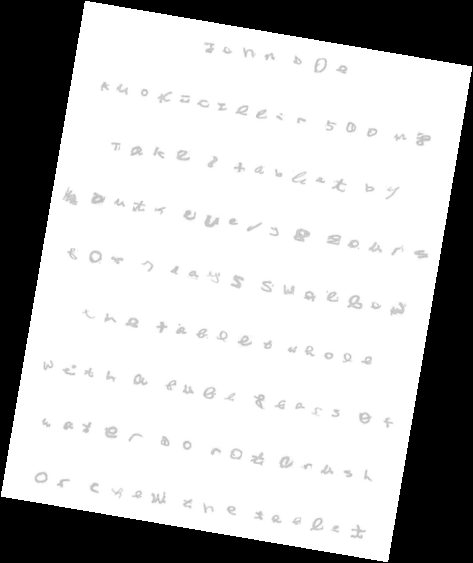 John Doe
Amoxicillin 500 mg
Take tablet by
mouth every 8 hours
for 7 days Swallow
the tablet whole
with a full glass of
water Do not crush
or chew the tablet